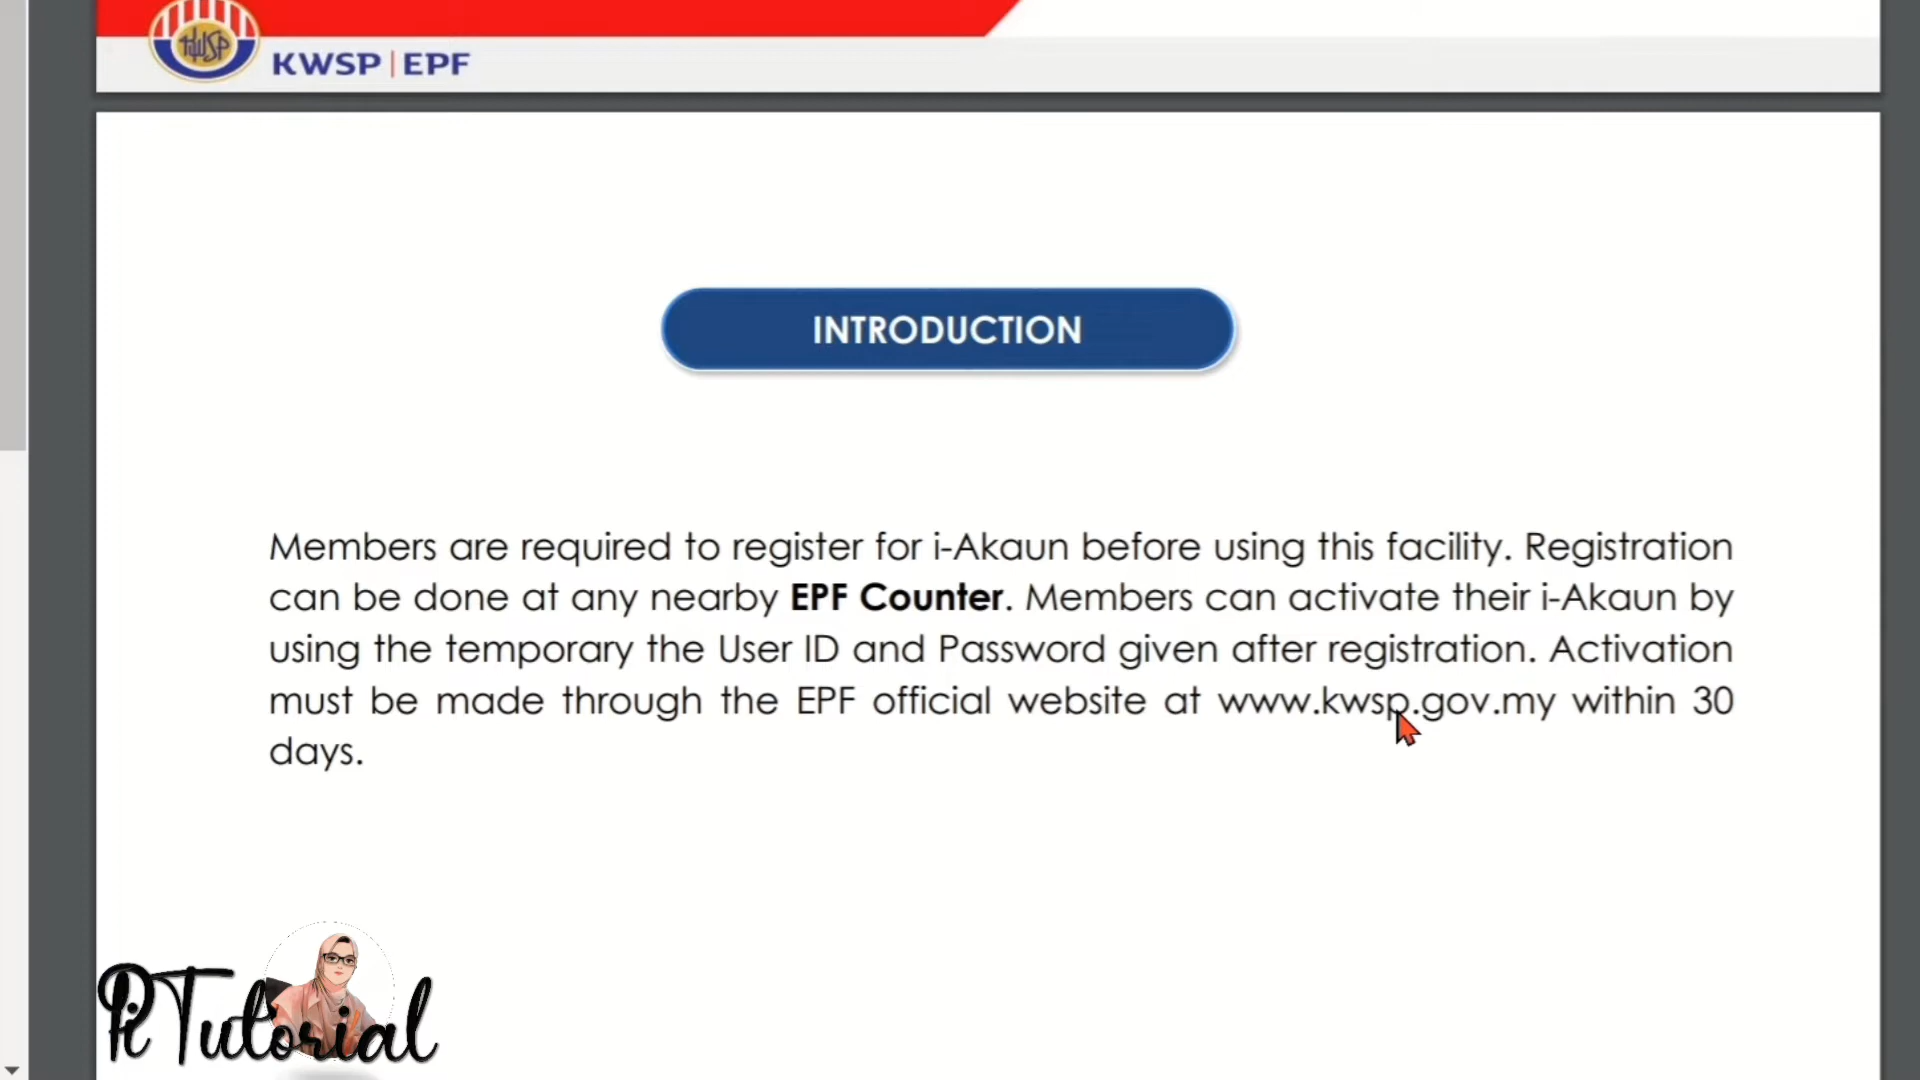 KWSP
KWSP | EPF
INTRODUCTION
Members are required to register for i-Akaun before using this facility. Registration
can be done at any nearby EPF Counter. Members can activate their i-Akaun by
using the temporary the User ID and Password given after registration. Activation
must be made through the EPF official website at www.kwsp.gov.my within 30
days.
Pi Tutorial